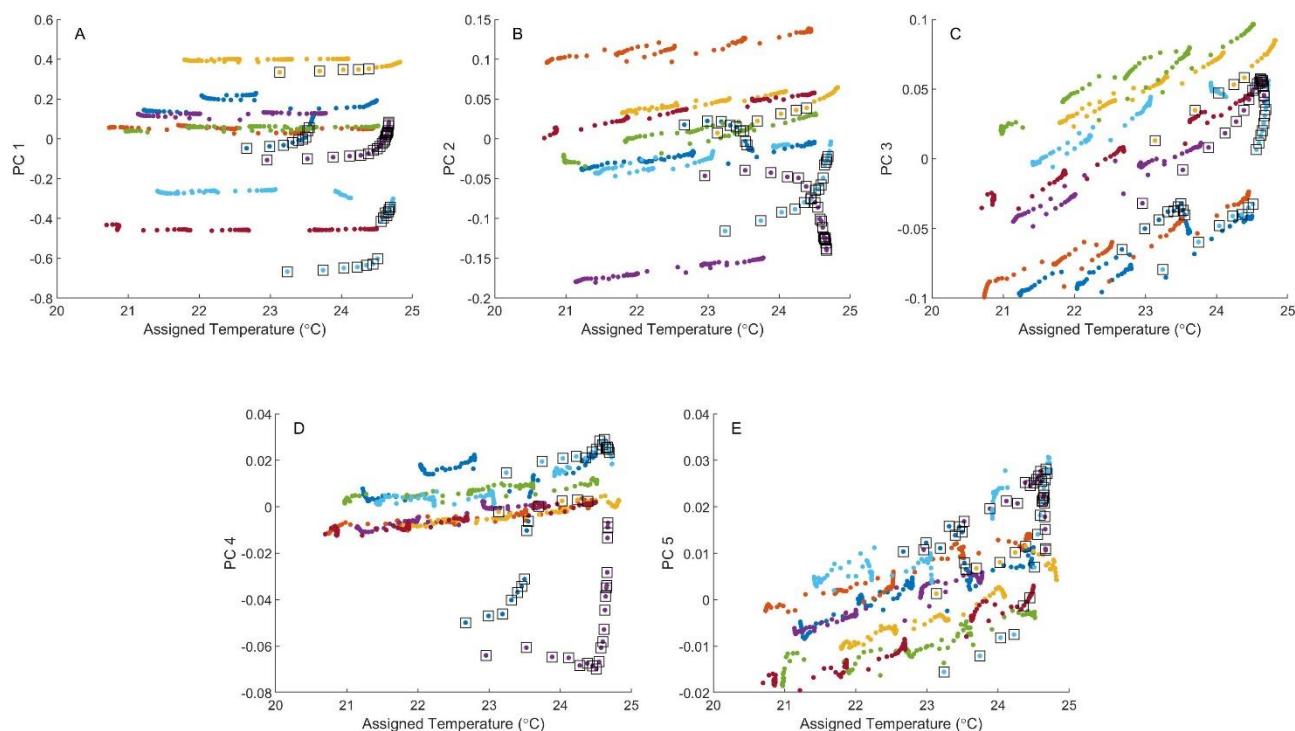 A
0.6
0.4
0.2
0
-0.2
-0.4
-0.6
-0.8
PC 1
20 21 22 23 24 25
Assigned Temperature (°C)
B
0.15
0.1
0.05
0
-0.05
-0.1
-0.15
-0.2
PC 2
20 21 22 23 24 25
Assigned Temperature (°C)
C
0.1
0.05
0
-0.05
-0.1
PC 3
20 21 22 23 24 25
Assigned Temperature (°C)
D
0.04
0.02
0
-0.02
-0.04
-0.06
-0.08
PC 4
20 21 22 23 24 25
Assigned Temperature (°C)
E
0.04
0.03
0.02
0.01
0
-0.01
-0.02
PC 5
20 21 22 23 24 25
Assigned Temperature (°C)